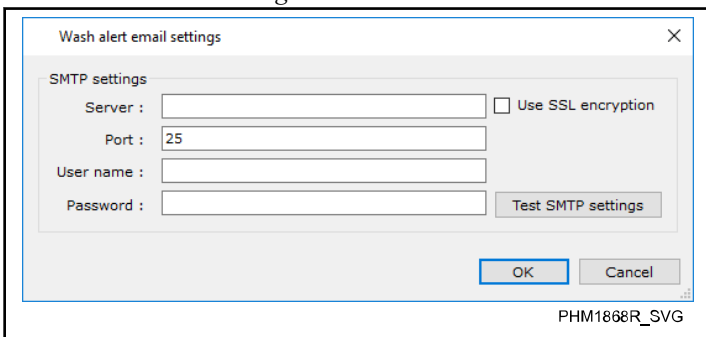 Wash alert email settings
SMTP settings
Server :
Use SSL encryption
Port :
25
User name :
Password :
Test SMTP settings
OK
Cancel
PHM1868R_SVG